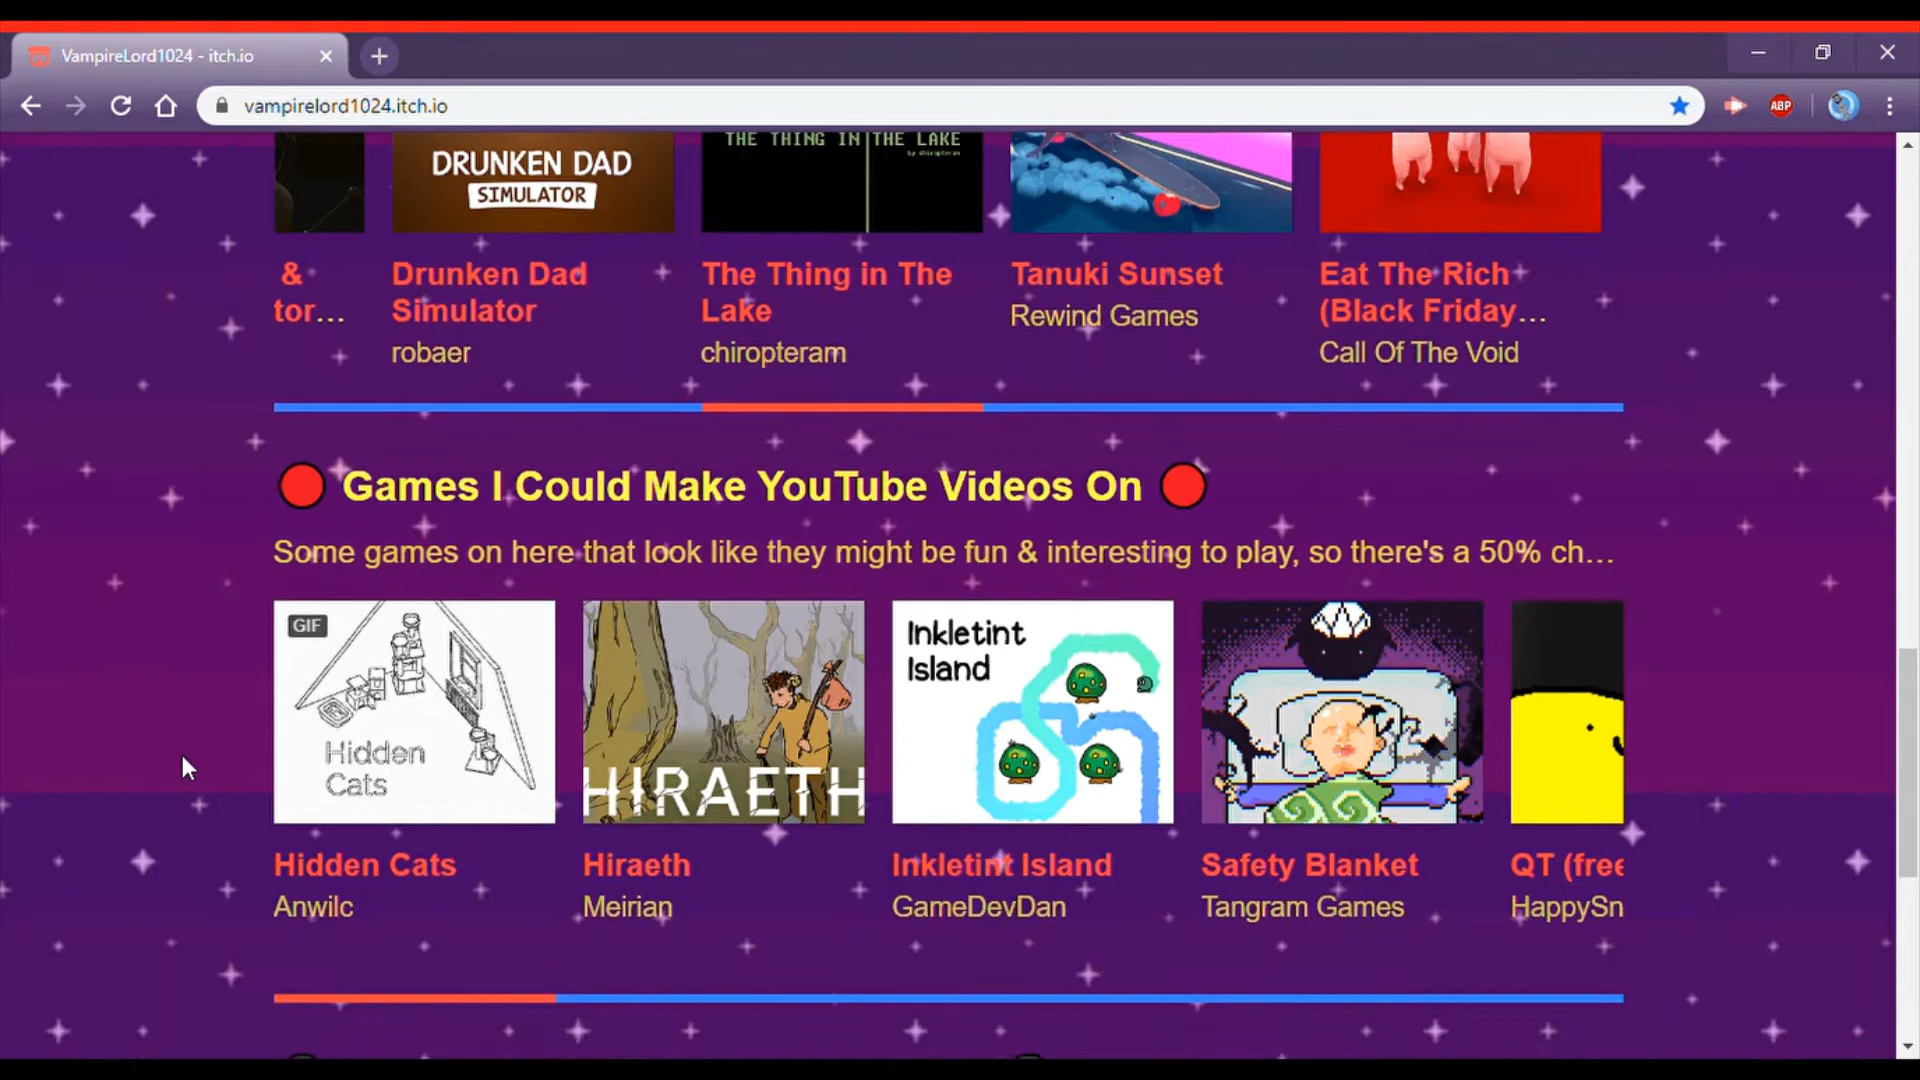 VampireLord1024 - itch.io
vampirelord1024.itch.io
ABP
DRUNKEN DAD
SIMULATOR
THE THING IN THE LAKE
by chiropteram
&
tor...
Drunken Dad
Simulator
robaer
The Thing in The
Lake
chiropteram
Tanuki Sunset
Rewind Games
Eat The Rich
(Black Friday...
Call Of The Void
Games I Could Make YouTube Videos On
Some games on here that look like they might be fun & interesting to play, so there's a 50% ch...
GIF
Hidden
Cats
HIRAETH
Inkletint
Island
Hidden Cats
Anwilc
Hiraeth
Meirian
Inkletint Island
GameDevDan
Safety Blanket
Tangram Games
QT (free
HappySn